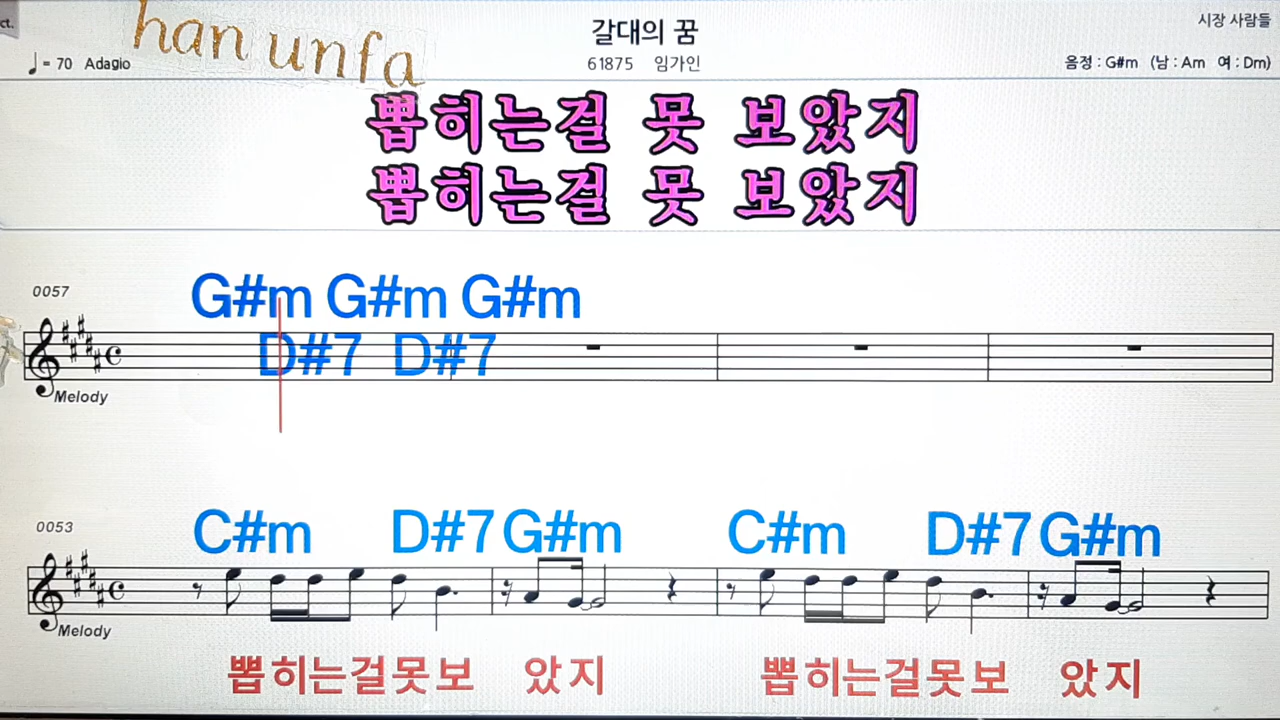 ct.
han unfa
갈대의 꿈
시장 사람들
♩= 70 Adagio
61875 임가인
음정 : G#m (남 : Am 여 : Dm)
뽑히는걸 못 보았지
뽑히는걸 못 보았지
0057
G#m G#m G#m
D#7 D#7
Melody
0053
C#m D#7 G#m C#m D#7 G#m
Melody
뽑히는걸못보 았지 뽑히는걸못보 았지